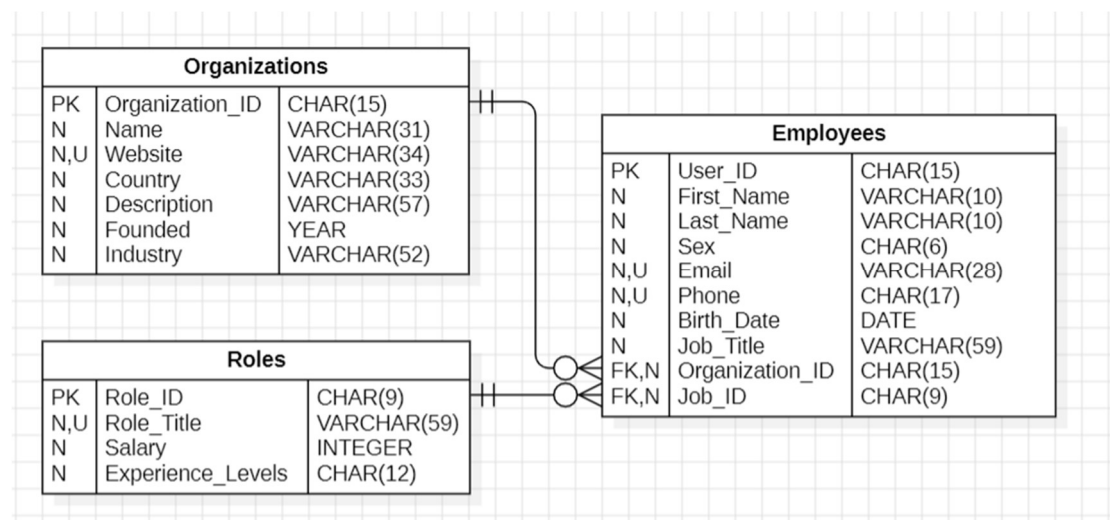 Organizations
PK Organization_ID CHAR(15)
N Name VARCHAR(31)
N,U Website VARCHAR(34)
N Country VARCHAR(33)
N Description VARCHAR(57)
N Founded YEAR
N Industry VARCHAR(52)
Roles
PK Role_ID CHAR(9)
N,U Role_Title VARCHAR(59)
N Salary INTEGER
N Experience_Levels CHAR(12)
Employees
PK User_ID CHAR(15)
N First_Name VARCHAR(10)
N Last_Name VARCHAR(10)
N Sex CHAR(6)
N,U Email VARCHAR(28)
N,U Phone CHAR(17)
N Birth_Date DATE
N Job_Title VARCHAR(59)
FK,N Organization_ID CHAR(15)
FK,N Job_ID CHAR(9)